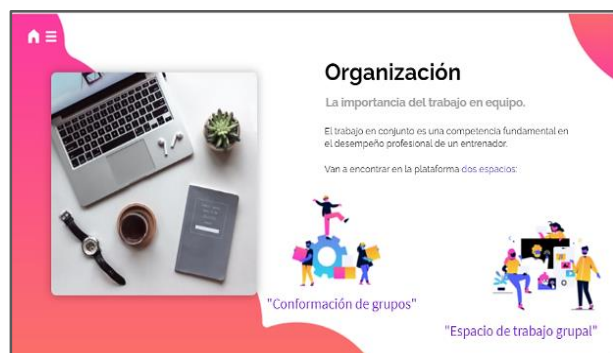 Organización
La importancia del trabajo en equipo.
El trabajo en conjunto es una competencia fundamental en
el desempeño profesional de un entrenador.
Van a encontrar en la plataforma dos espacios:
"Conformación de grupos"
"Espacio de trabajo grupal"